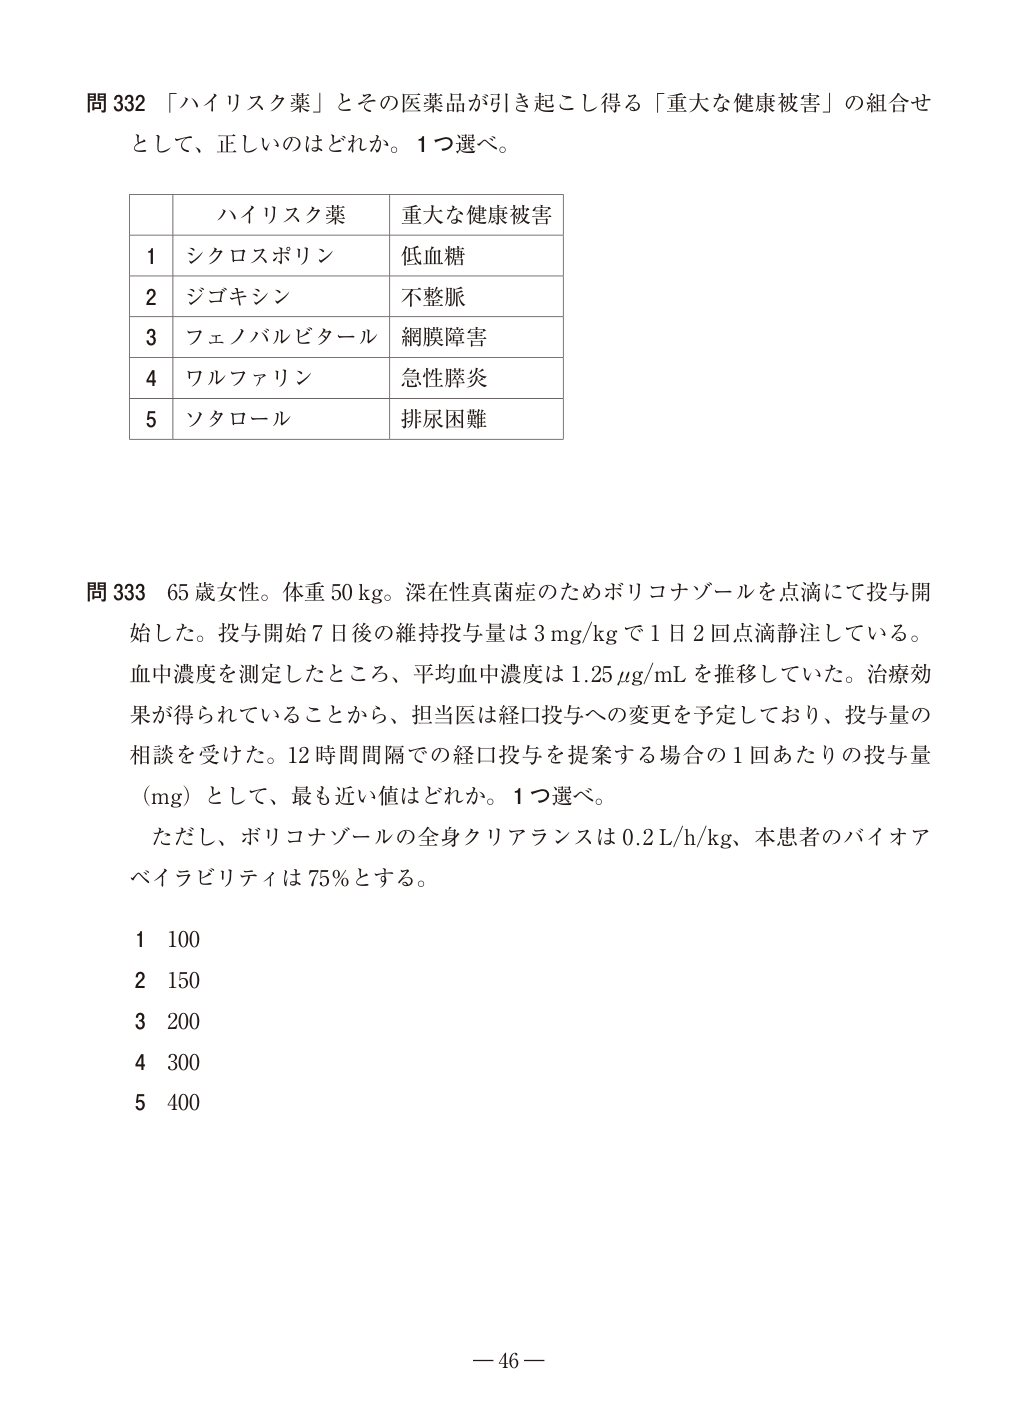 問 332 「ハイリスク薬」とその医薬品が引き起こし得る「重大な健康被害」の組合せ
として、正しいのはどれか。1つ選べ。
ハイリスク薬 重大な健康被害
1 シクロスポリン 低血糖
2 ジゴキシン 不整脈
3 フェノバルビタール 網膜障害
4 ワルファリン 急性膵炎
5 ソタロール 排尿困難
問 333 65 歳女性。体重 50 kg。深在性真菌症のためボリコナゾールを点滴にて投与開
始した。投与開始 7 日後の維持投与量は 3 mg/kg で 1 日 2 回点滴静注している。
血中濃度を測定したところ、平均血中濃度は 1.25 μg/mL を推移していた。治療効
果が得られていることから、担当医は経口投与への変更を予定しており、投与量の
相談を受けた。12 時間間隔での経口投与を提案する場合の 1 回あたりの投与量
（mg）として、最も近い値はどれか。1つ選べ。
ただし、ボリコナゾールの全身クリアランスは 0.2 L/h/kg、本患者のバイオア
ベイラビリティは 75％とする。
1 100
2 150
3 200
4 300
5 400
― 46 ―